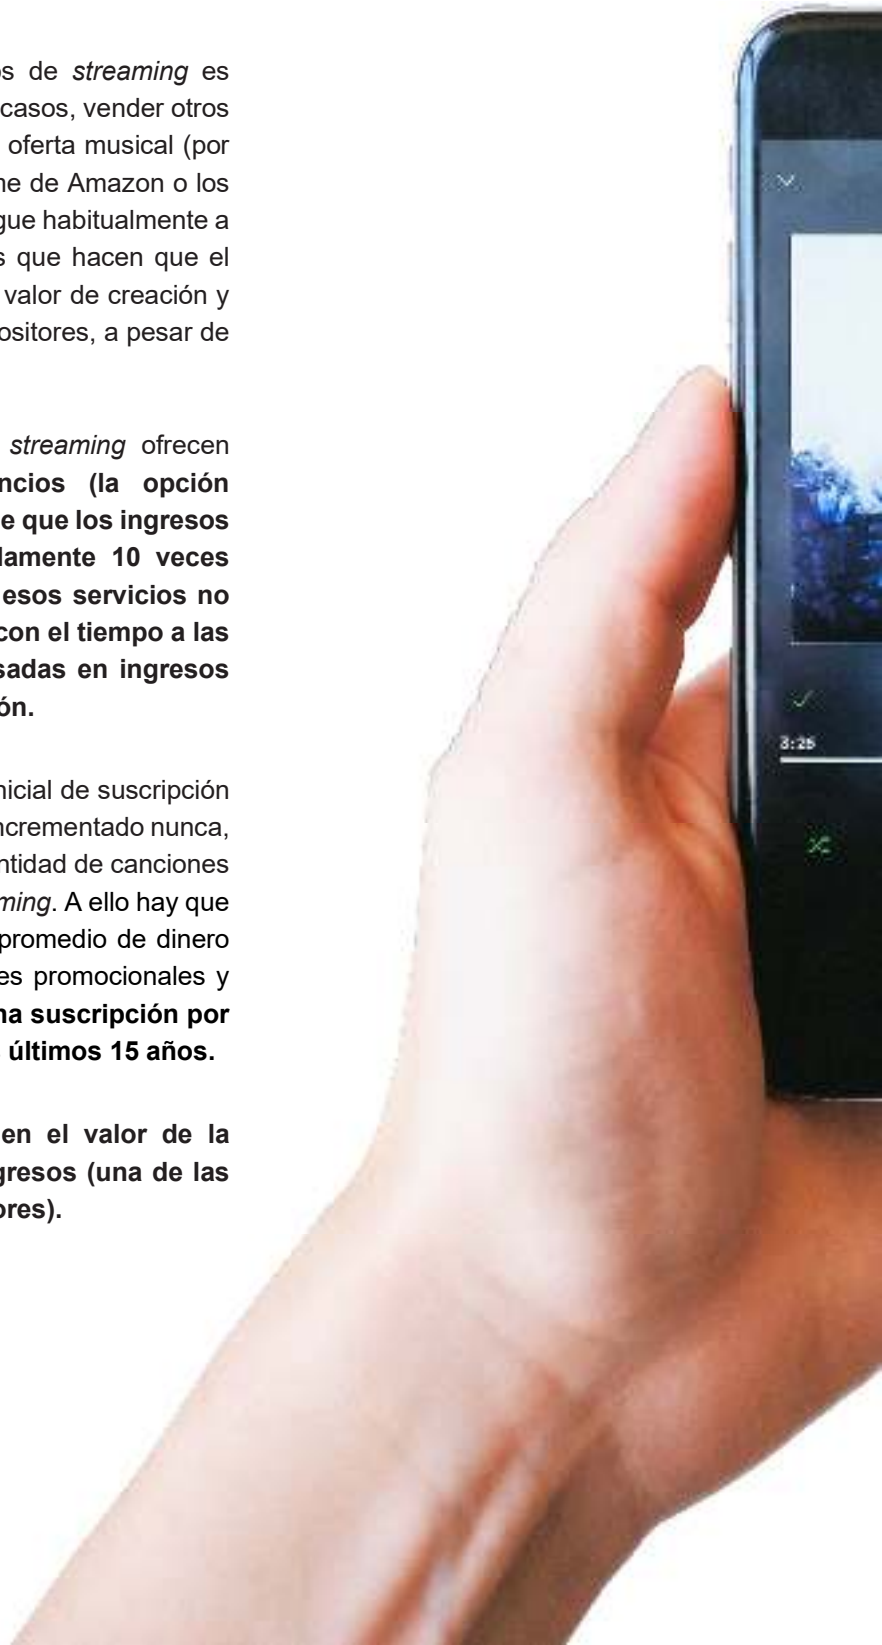 s de streaming es
casos, vender otros
oferta musical (por
ne de Amazon o los
gue habitualmente a
s que hacen que el
valor de creación y
ositores, a pesar de
streaming ofrecen
ncios (la opción
e que los ingresos
lamente 10 veces
esos servicios no
con el tiempo a las
sadas en ingresos
ón.
nicial de suscripción
ncrementado nunca,
ntidad de canciones
ming. A ello hay que
promedio de dinero
es promocionales y
na suscripción por
últimos 15 años.
en el valor de la
gresos (una de las
ores).
3:26